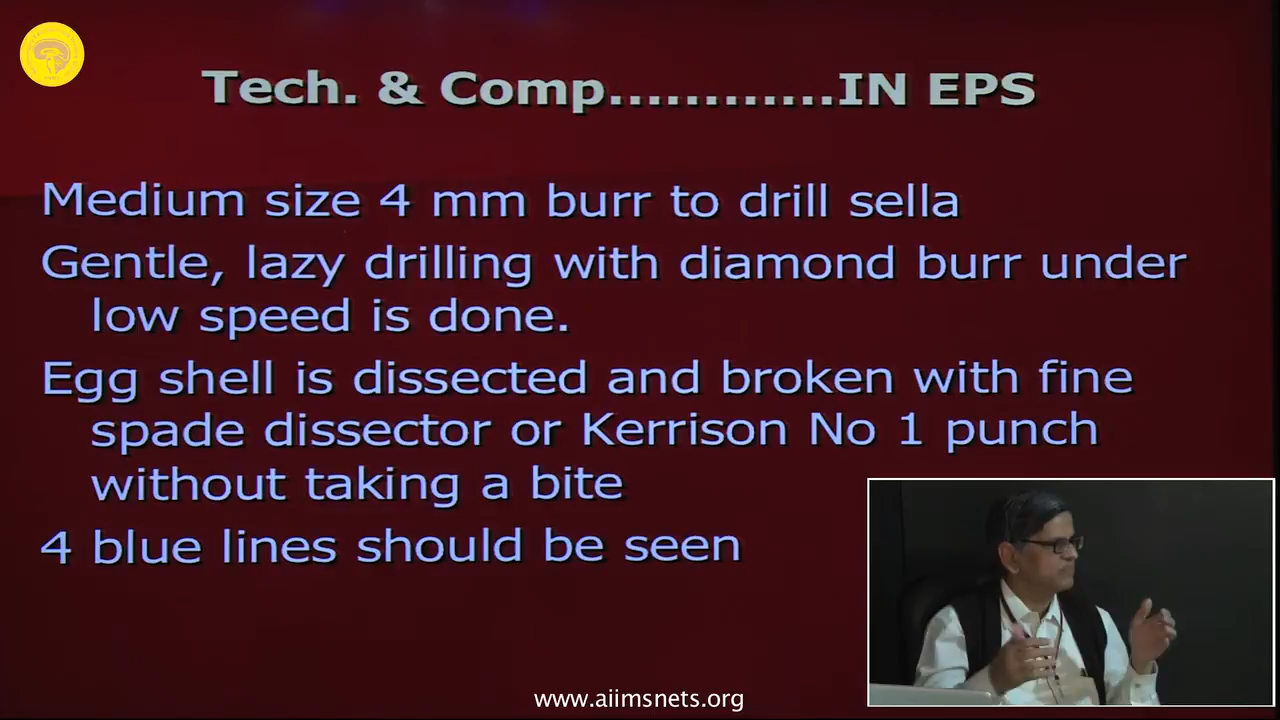 Tech. & Comp............IN EPS
Medium size 4 mm burr to drill sella
Gentle, lazy drilling with diamond burr under
low speed is done.
Egg shell is dissected and broken with fine
spade dissector or Kerrison No 1 punch
without taking a bite
4 blue lines should be seen
www.aiimsnets.org